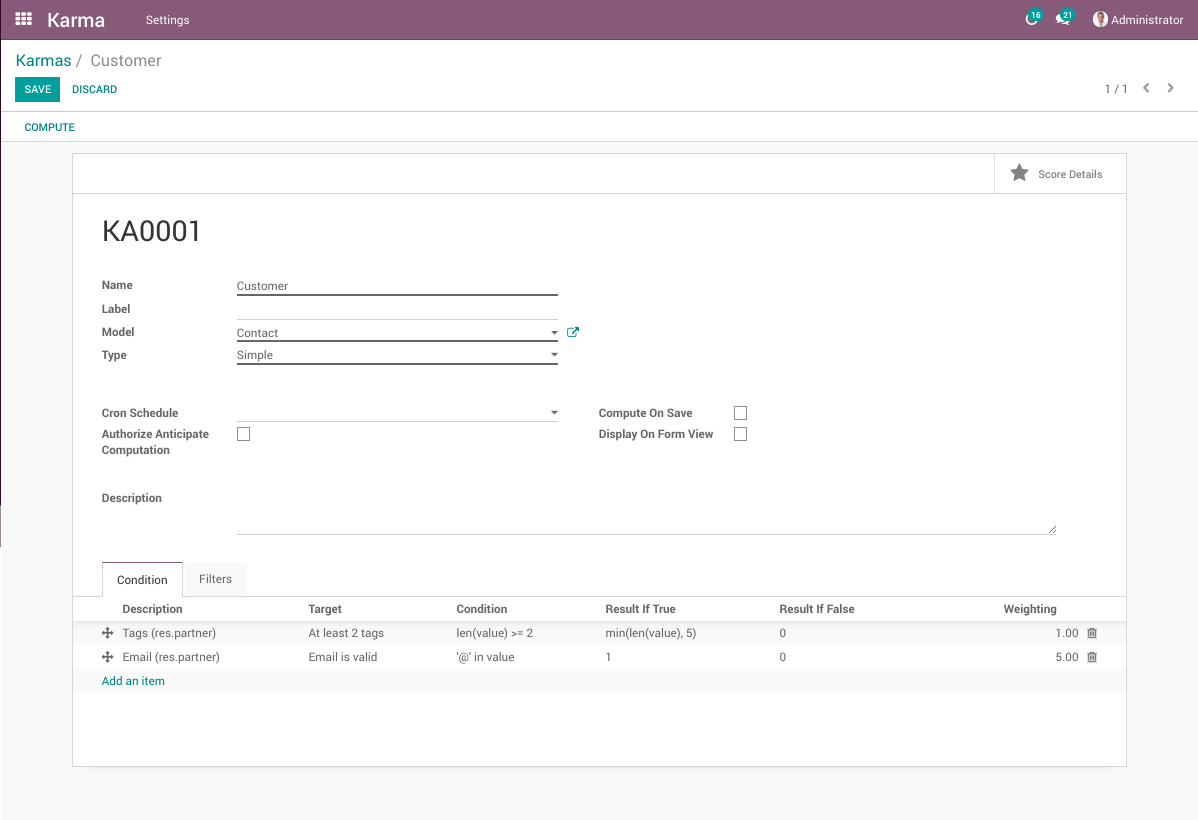 Karma Settings 16 21 Administrator
Karmas / Customer
SAVE DISCARD 1 / 1
COMPUTE
Score Details
KA0001
Name Customer
Label
Model Contact
Type Simple
Cron Schedule Compute On Save
Authorize Anticipate Display On Form View
Computation
Description
Condition Filters
Description Target Condition Result If True Result If False Weighting
Tags (res.partner) At least 2 tags len(value) >= 2 min(len(value), 5) 0 1.00
Email (res.partner) Email is valid '@' in value 1 0 5.00
Add an item